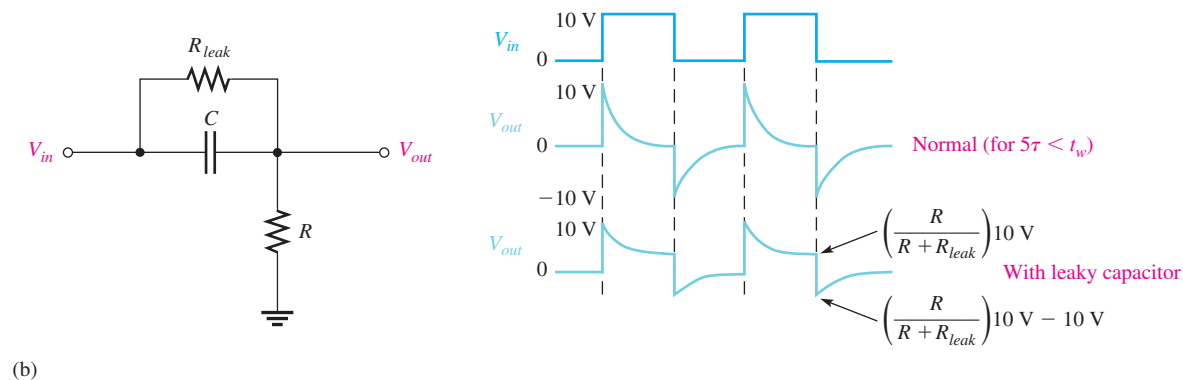 R_leak
C
V_in
V_out
R
(b)
10 V
V_in
0
10 V
V_out
0
−10 V
Normal (for 5τ < t_w)
10 V
V_out
0
(R / (R + R_leak)) 10 V
With leaky capacitor
(R / (R + R_leak)) 10 V − 10 V